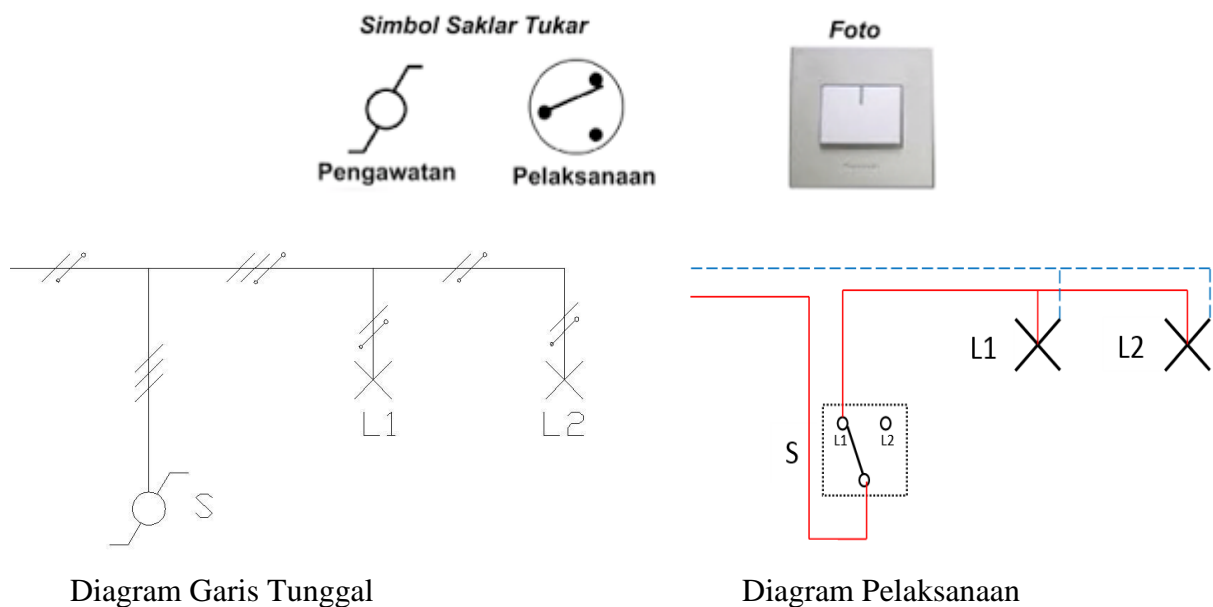 Simbol Saklar Tukar
Foto
Pengawatan
Pelaksanaan
L1
L2
S
L1
L2
S
L1
L2
Diagram Garis Tunggal
Diagram Pelaksanaan